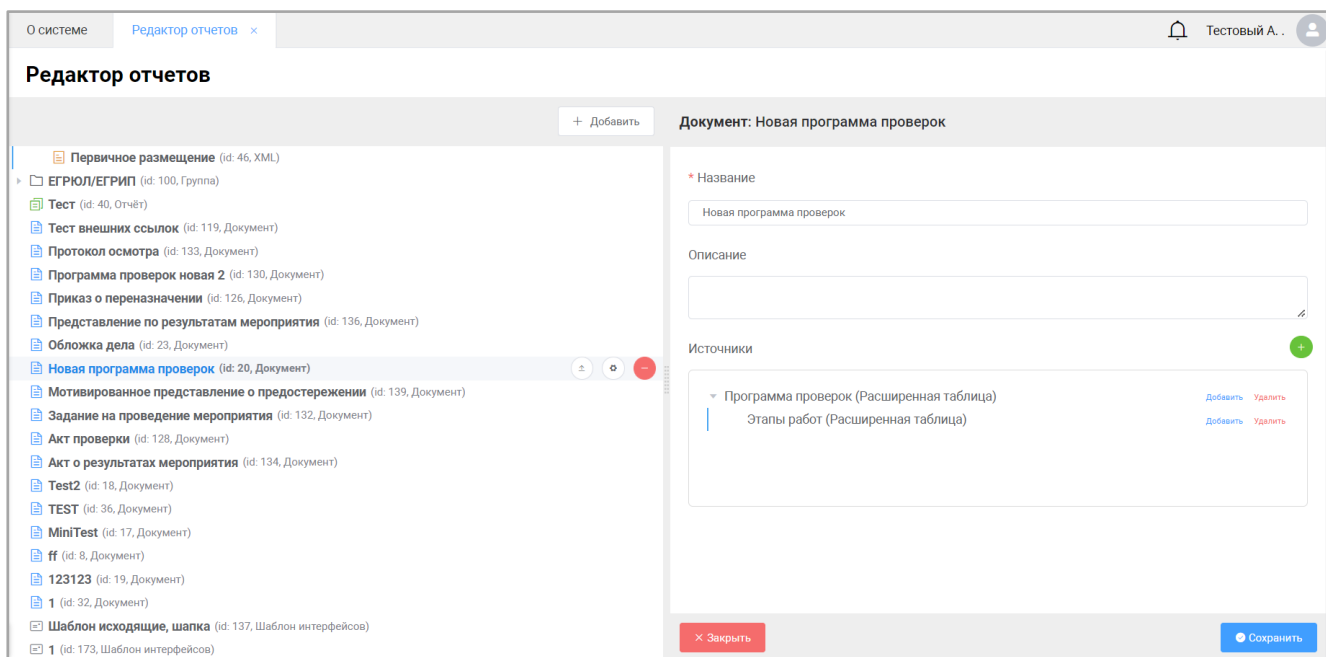 О системе
Редактор отчетов ×
Тестовый А. .
Редактор отчетов
+ Добавить
Документ: Новая программа проверок
Первичное размещение (id: 46, XML)
ЕГРЮЛ/ЕГРИП (id: 100, Группа)
Тест (id: 40, Отчёт)
Тест внешних ссылок (id: 119, Документ)
Протокол осмотра (id: 133, Документ)
Программа проверок новая 2 (id: 130, Документ)
Приказ о переназначении (id: 126, Документ)
Представление по результатам мероприятия (id: 136, Документ)
Обложка дела (id: 23, Документ)
Новая программа проверок (id: 20, Документ)
Мотивированное представление о предостережении (id: 139, Документ)
Задание на проведение мероприятия (id: 132, Документ)
Акт проверки (id: 128, Документ)
Акт о результатах мероприятия (id: 134, Документ)
Test2 (id: 18, Документ)
TEST (id: 36, Документ)
MiniTest (id: 17, Документ)
ff (id: 8, Документ)
123123 (id: 19, Документ)
1 (id: 32, Документ)
Шаблон исходящие, шапка (id: 137, Шаблон интерфейсов)
1 (id: 173, Шаблон интерфейсов)
* Название
Новая программа проверок
Описание
Источники
Программа проверок (Расширенная таблица) Добавить Удалить
Этапы работ (Расширенная таблица) Добавить Удалить
× Закрыть
Сохранить